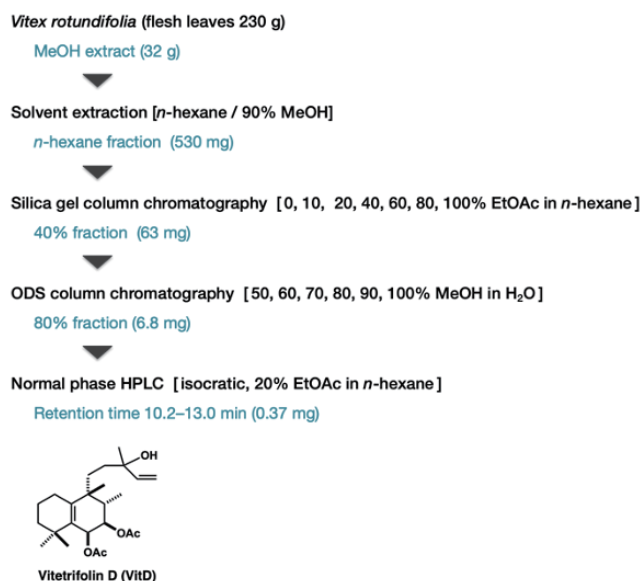 Vitex rotundifolia (flesh leaves 230 g)
MeOH extract (32 g)
Solvent extraction [n-hexane / 90% MeOH]
n-hexane fraction (530 mg)
Silica gel column chromatography [0, 10, 20, 40, 60, 80, 100% EtOAc in n-hexane]
40% fraction (63 mg)
ODS column chromatography [50, 60, 70, 80, 90, 100% MeOH in H₂O]
80% fraction (6.8 mg)
Normal phase HPLC [isocratic, 20% EtOAc in n-hexane]
Retention time 10.2–13.0 min (0.37 mg)
OH
OAc
OAc
Vitetrifolin D (VitD)